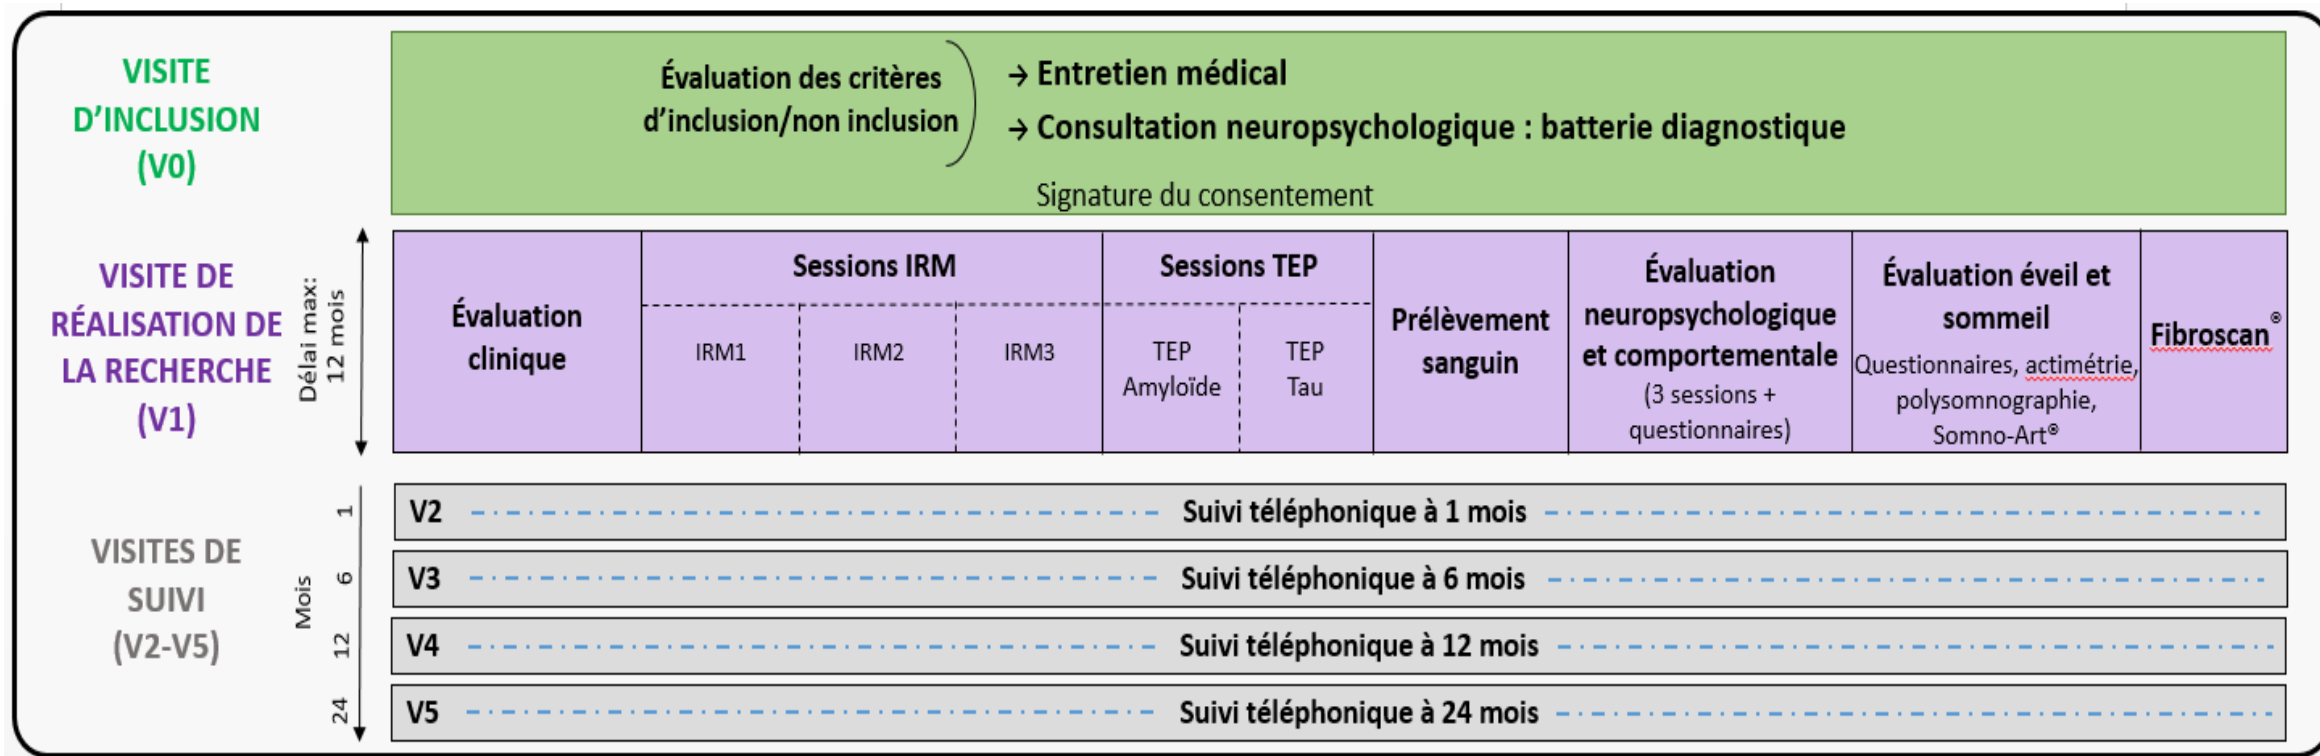 VISITE
D'INCLUSION
(V0)
Évaluation des critères
d'inclusion/non inclusion
→ Entretien médical
→ Consultation neuropsychologique : batterie diagnostique
Signature du consentement
VISITE DE
RÉALISATION DE
LA RECHERCHE
(V1)
Délai max:
12 mois
Évaluation
clinique
Sessions IRM
IRM1
IRM2
IRM3
Sessions TEP
TEP
Amyloïde
TEP
Tau
Prélèvement
sanguin
Évaluation
neuropsychologique
et comportementale
(3 sessions +
questionnaires)
Évaluation éveil et
sommeil
Questionnaires, actimétrie,
polysomnographie,
Somno-Art®
Fibroscan®
VISITES DE
SUIVI
(V2-V5)
Mois
1
V2 Suivi téléphonique à 1 mois
6
V3 Suivi téléphonique à 6 mois
12
V4 Suivi téléphonique à 12 mois
24
V5 Suivi téléphonique à 24 mois